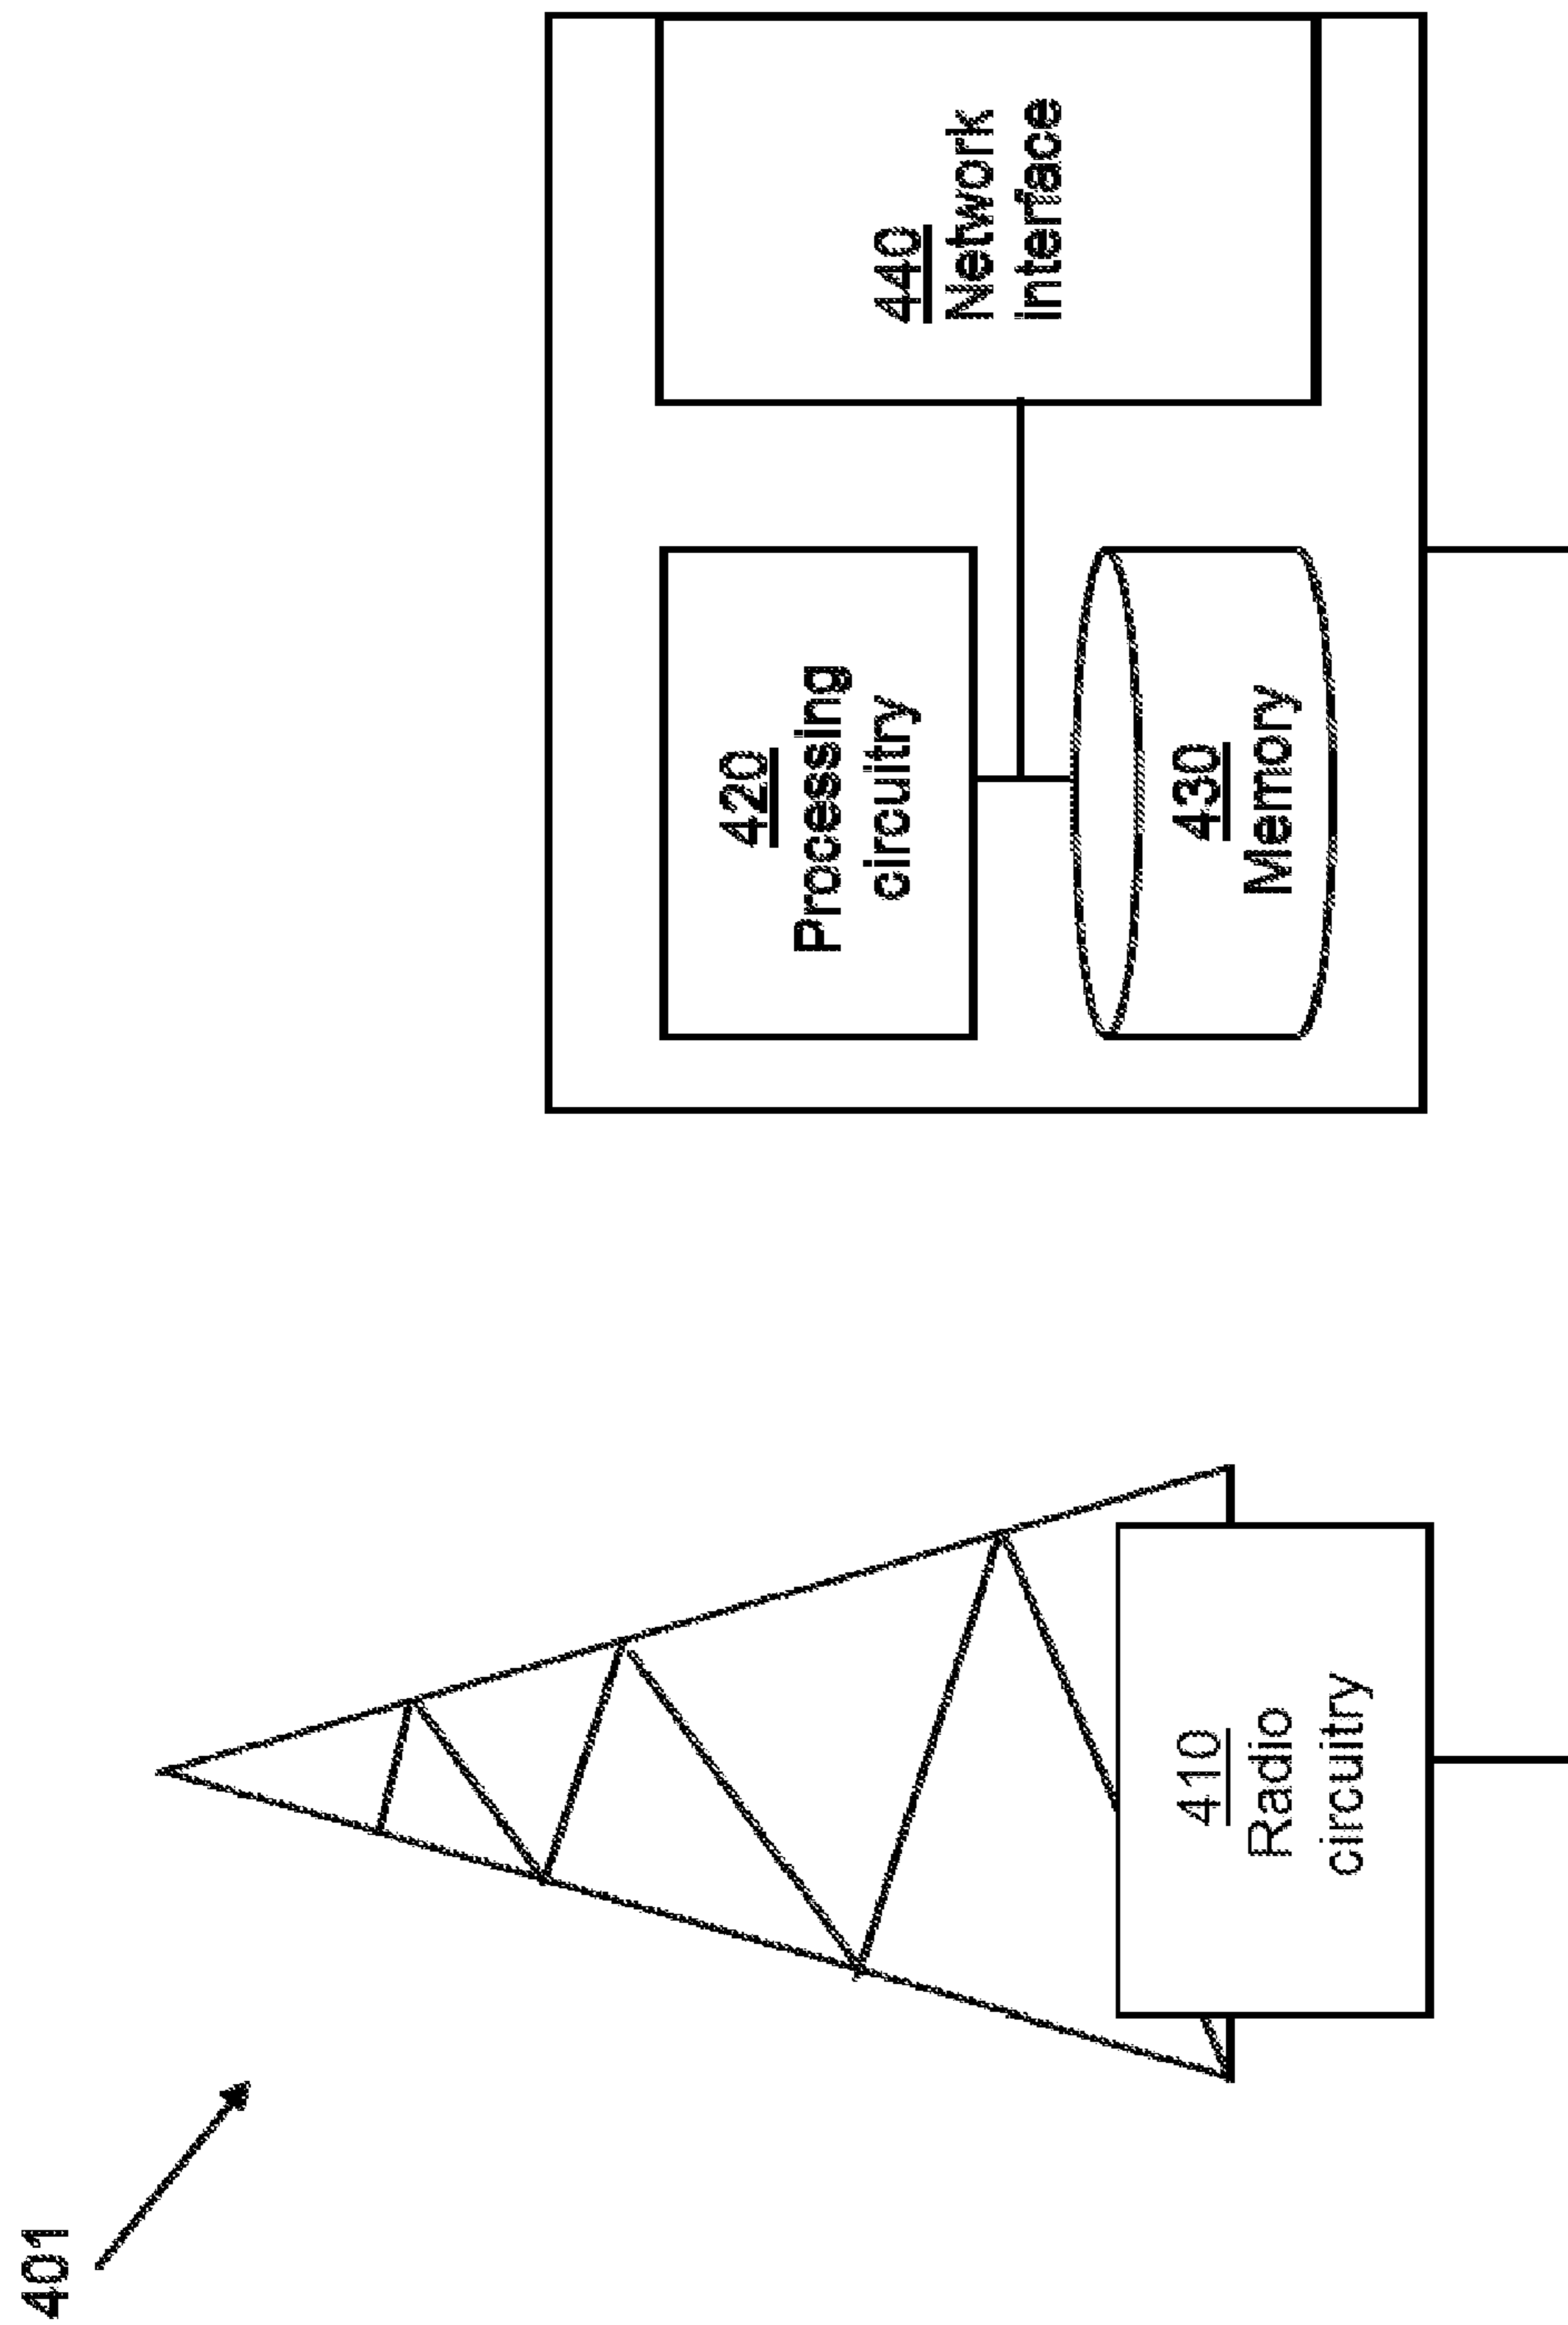 401
410
Radio
circuitry
420
Processing
circuitry
430
Memory
440
Network
interface